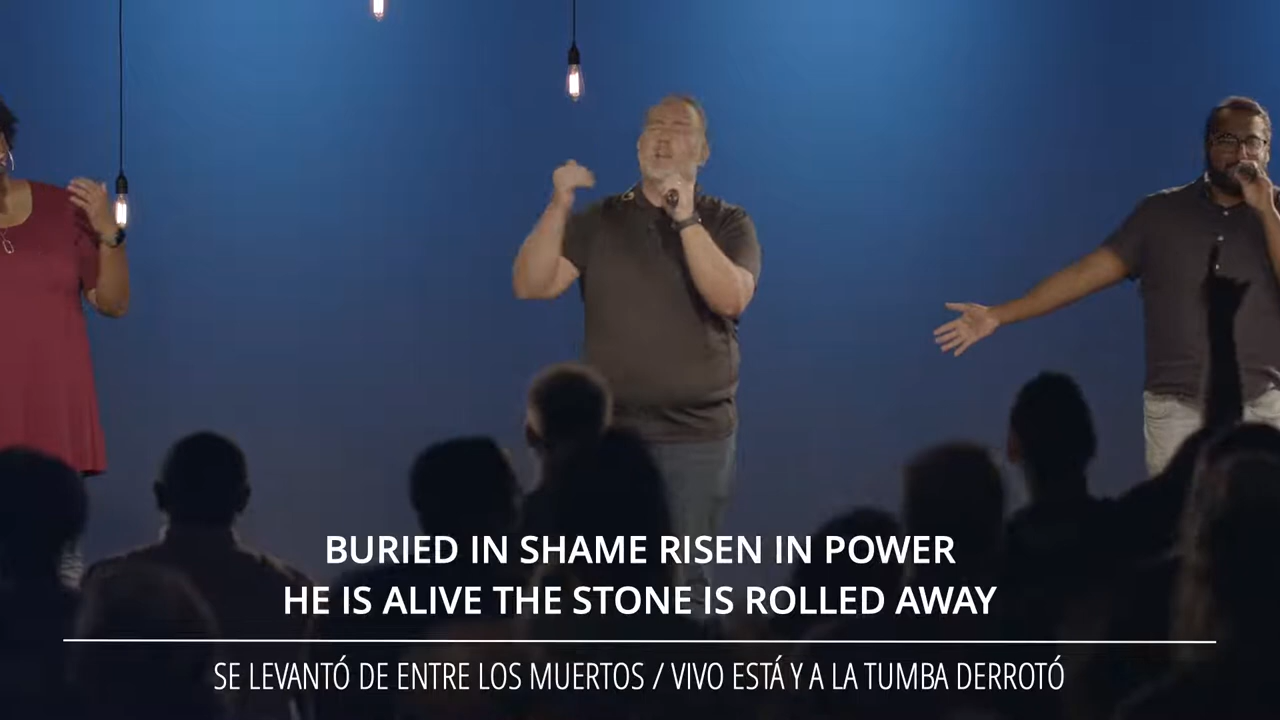 BURIED IN SHAME RISEN IN POWER
HE IS ALIVE THE STONE IS ROLLED AWAY
SE LEVANTÓ DE ENTRE LOS MUERTOS / VIVO ESTÁ Y A LA TUMBA DERROTÓ